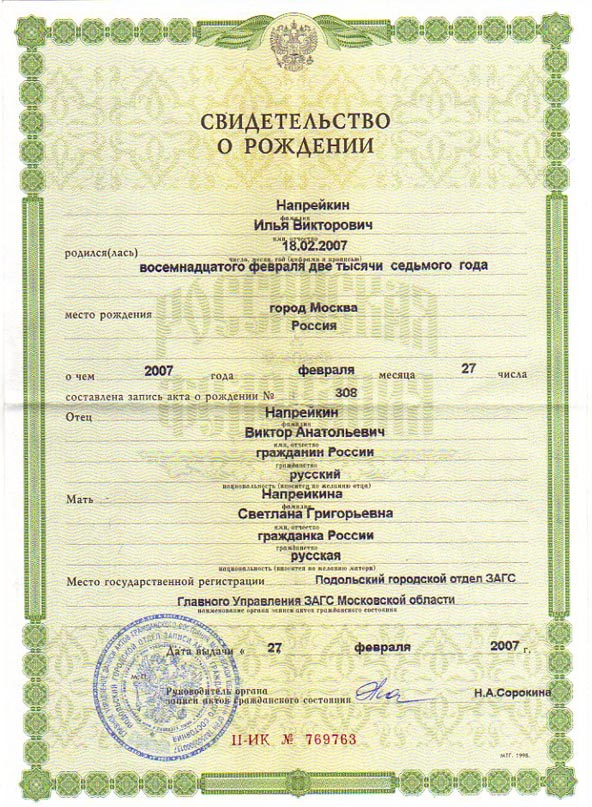 СВИДЕТЕЛЬСТВО
О РОЖДЕНИИ
Напрейкин
фамилия
Илья Викторович
имя, отчество
родился(лась) 18.02.2007
число, месяц, год (цифрами и прописью)
восемнадцатого февраля две тысячи седьмого года
место рождения город Москва
Россия
о чем 2007 года февраля месяца 27 числа
составлена запись акта о рождении № 308
Отец Напрейкин
фамилия
Виктор Анатольевич
имя, отчество
гражданин России
гражданство
русский
национальность (вносится по желанию отца)
Мать Напрейкина
фамилия
Светлана Григорьевна
имя, отчество
гражданка России
гражданство
русская
национальность (вносится по желанию матери)
Место государственной регистрации Подольский городской отдел ЗАГС
Главного Управления ЗАГС Московской области
наименование органа записи актов гражданского состояния
Дата выдачи « 27 февраля 2007 г.
М.П.
Руководитель органа
записи актов гражданского состояния Н.А.Сорокина
II-ИК № 769763
МТГ. 1998.
РОССИЙСКАЯ
ФЕДЕРАЦИЯ